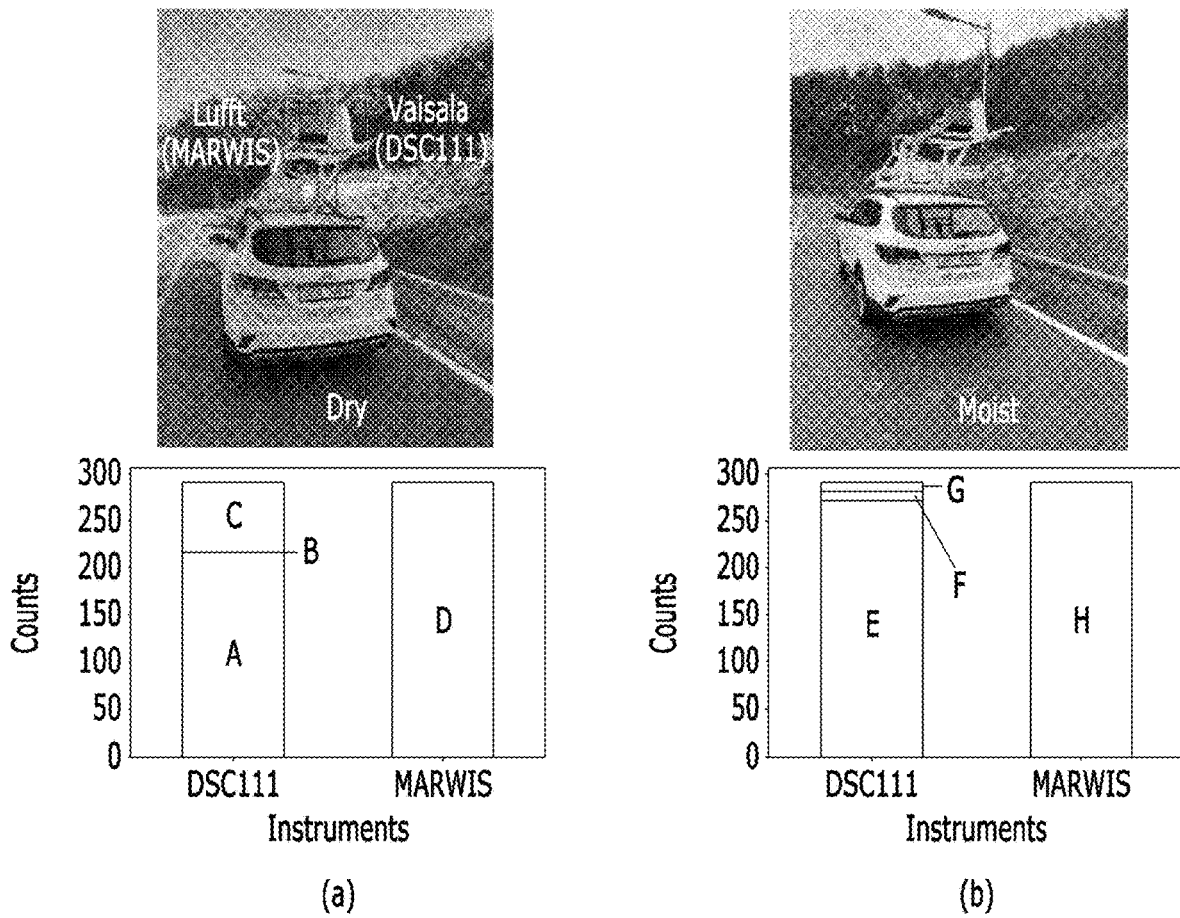 Lufft
(MARWIS)
Vaisala
(DSC111)
Dry
Moist
300
250
200
150
100
50
0
Counts
C
B
A
D
DSC111
MARWIS
Instruments
(a)
300
250
200
150
100
50
0
Counts
G
F
E
H
DSC111
MARWIS
Instruments
(b)